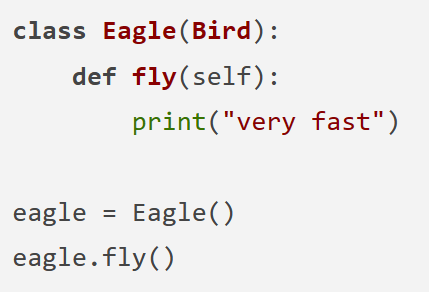 class Eagle(Bird):
    def fly(self):
        print("very fast")

eagle = Eagle()
eagle.fly()